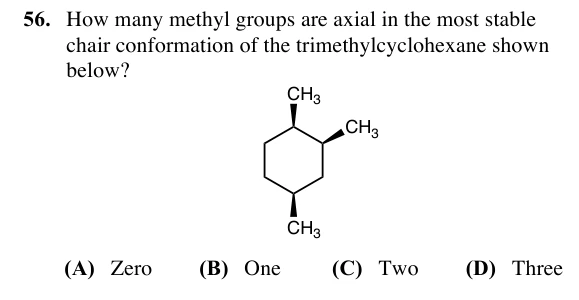 56. How many methyl groups are axial in the most stable
chair conformation of the trimethylcyclohexane shown
below?
CH3
CH3
CH3
(A) Zero (B) One (C) Two (D) Three